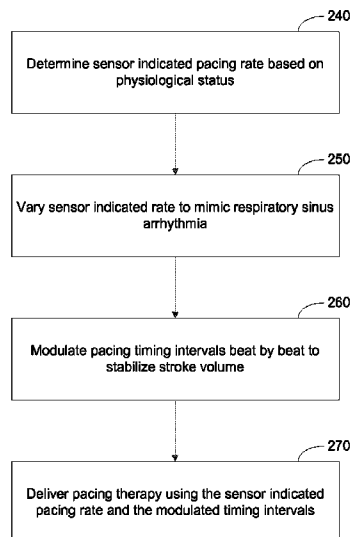 240
Determine sensor indicated pacing rate based on
physiological status
250
Vary sensor indicated rate to mimic respiratory sinus
arrhythmia
260
Modulate pacing timing intervals beat by beat to
stabilize stroke volume
270
Deliver pacing therapy using the sensor indicated
pacing rate and the modulated timing intervals